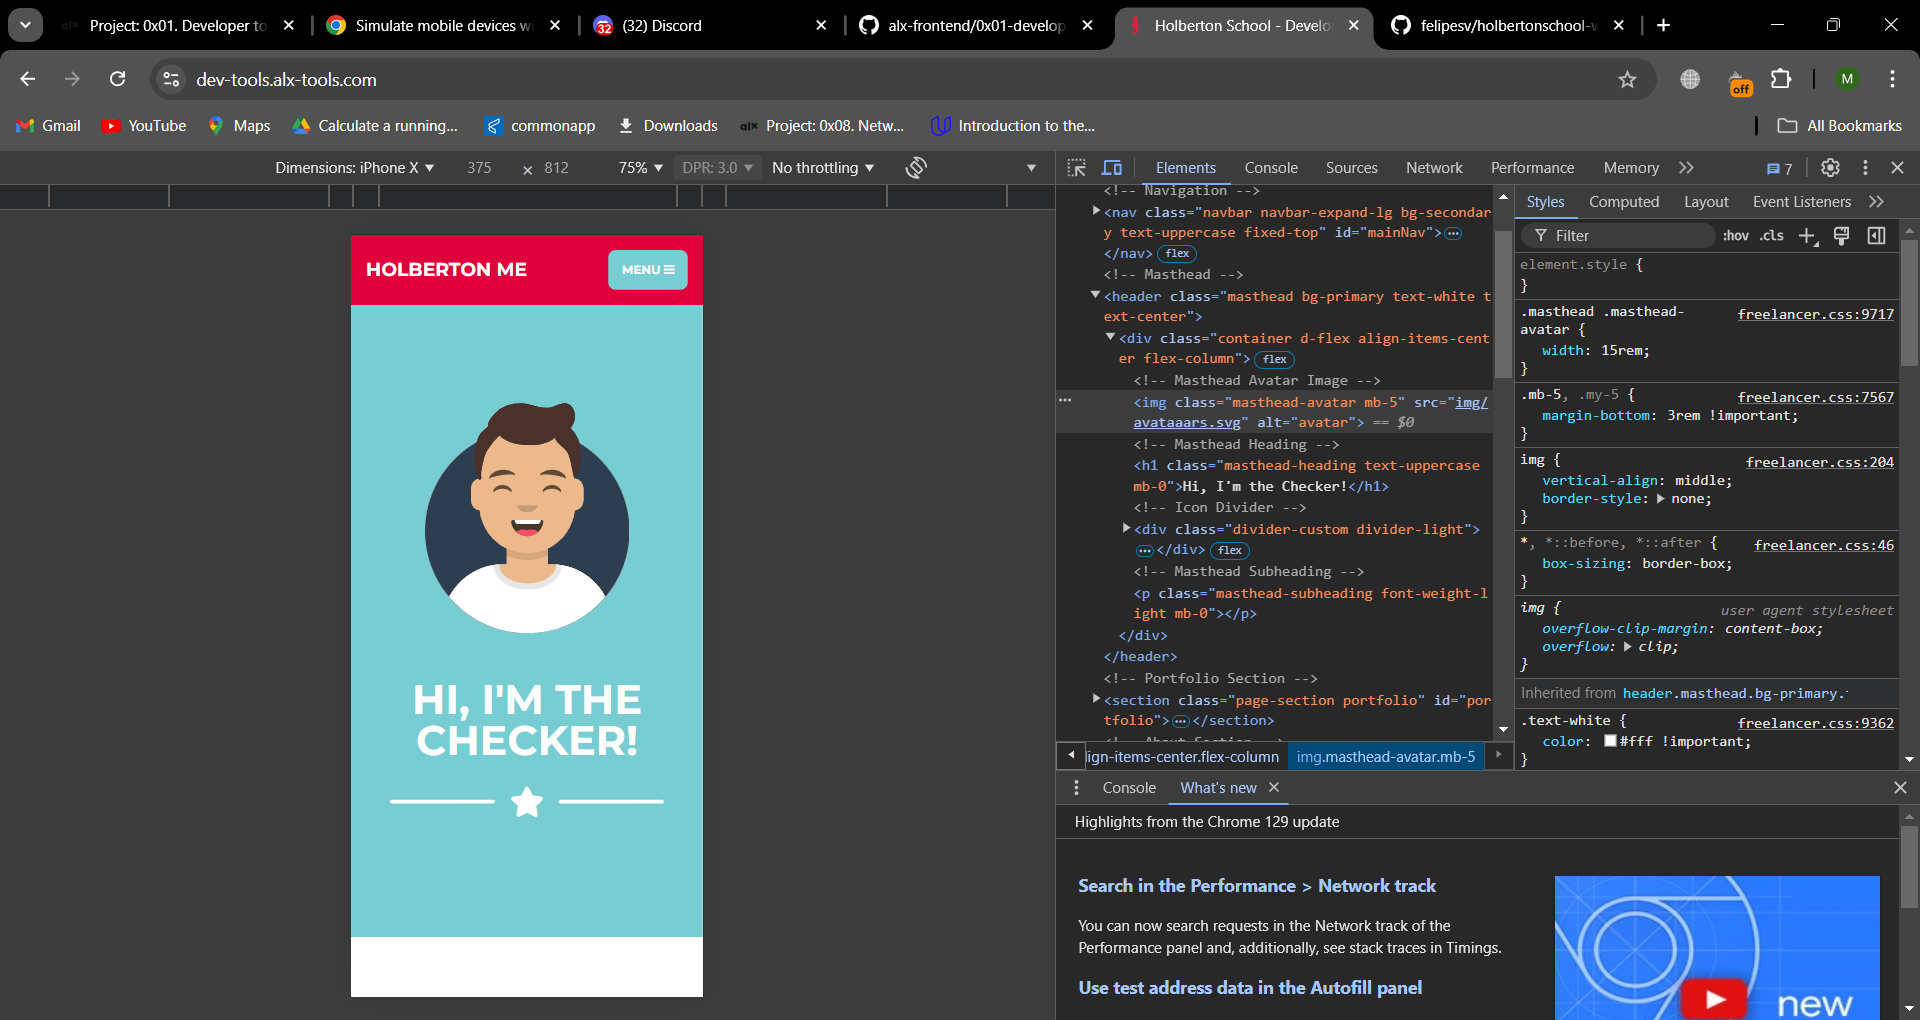 Project: 0x01. Developer to
Simulate mobile devices wi
(32) Discord
alx-frontend/0x01-develop
Holberton School - Develo
felipesv/holbertonschool-w
dev-tools.alx-tools.com
off
M
Gmail
YouTube
Maps
Calculate a running...
commonapp
Downloads
alx Project: 0x08. Netw...
Introduction to the...
All Bookmarks
Dimensions: iPhone X
375 × 812
75%
DPR: 3.0
No throttling
HOLBERTON ME
MENU
HI, I'M THE
CHECKER!
Elements Console Sources Network Performance Memory
7
<!-- Navigation -->
<nav class="navbar navbar-expand-lg bg-secondar
y text-uppercase fixed-top" id="mainNav">
</nav> flex
<!-- Masthead -->
<header class="masthead bg-primary text-white t
ext-center">
<div class="container d-flex align-items-cent
er flex-column"> flex
<!-- Masthead Avatar Image -->
<img class="masthead-avatar mb-5" src="img/
avataaars.svg" alt="avatar"> == $0
<!-- Masthead Heading -->
<h1 class="masthead-heading text-uppercase
mb-0">Hi, I'm the Checker!</h1>
<!-- Icon Divider -->
<div class="divider-custom divider-light">
</div> flex
<!-- Masthead Subheading -->
<p class="masthead-subheading font-weight-l
ight mb-0"></p>
</div>
</header>
<!-- Portfolio Section -->
<section class="page-section portfolio" id="por
tfolio"></section>
<!-- About Section -->
lign-items-center.flex-column img.masthead-avatar.mb-5
Styles Computed Layout Event Listeners
Filter :hov .cls
element.style {
}
.masthead .masthead-
avatar { freelancer.css:9717
width: 15rem;
}
.mb-5, .my-5 { freelancer.css:7567
margin-bottom: 3rem !important;
}
img { freelancer.css:204
vertical-align: middle;
border-style: none;
}
*, *::before, *::after { freelancer.css:46
box-sizing: border-box;
}
img { user agent stylesheet
overflow-clip-margin: content-box;
overflow: clip;
}
Inherited from header.masthead.bg-primary.
.text-white { freelancer.css:9362
color: #fff !important;
}
Console What's new
Highlights from the Chrome 129 update
Search in the Performance > Network track
You can now search requests in the Network track of the
Performance panel and, additionally, see stack traces in Timings.
Use test address data in the Autofill panel
new